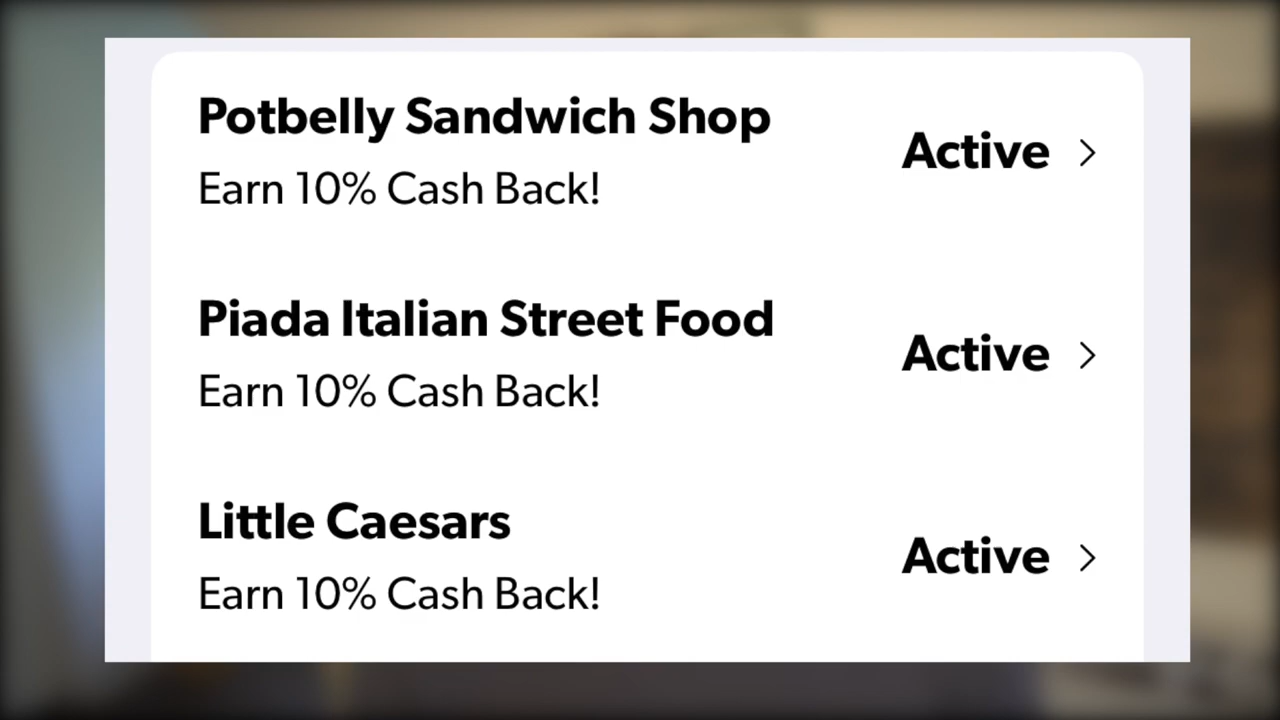 Potbelly Sandwich Shop
Earn 10% Cash Back!
Active
Piada Italian Street Food
Earn 10% Cash Back!
Active
Little Caesars
Earn 10% Cash Back!
Active